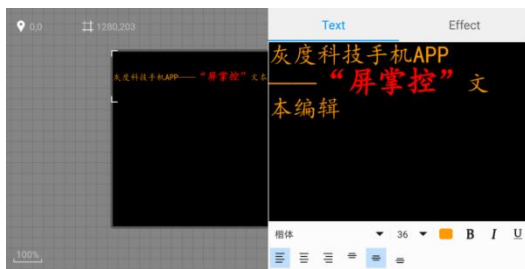 0,0
1280,203
灰度科技手机APP——“屏掌控”文本
100%
Text
Effect
灰度科技手机APP
——“屏掌控”文
本编辑
楷体
36
B
I
U